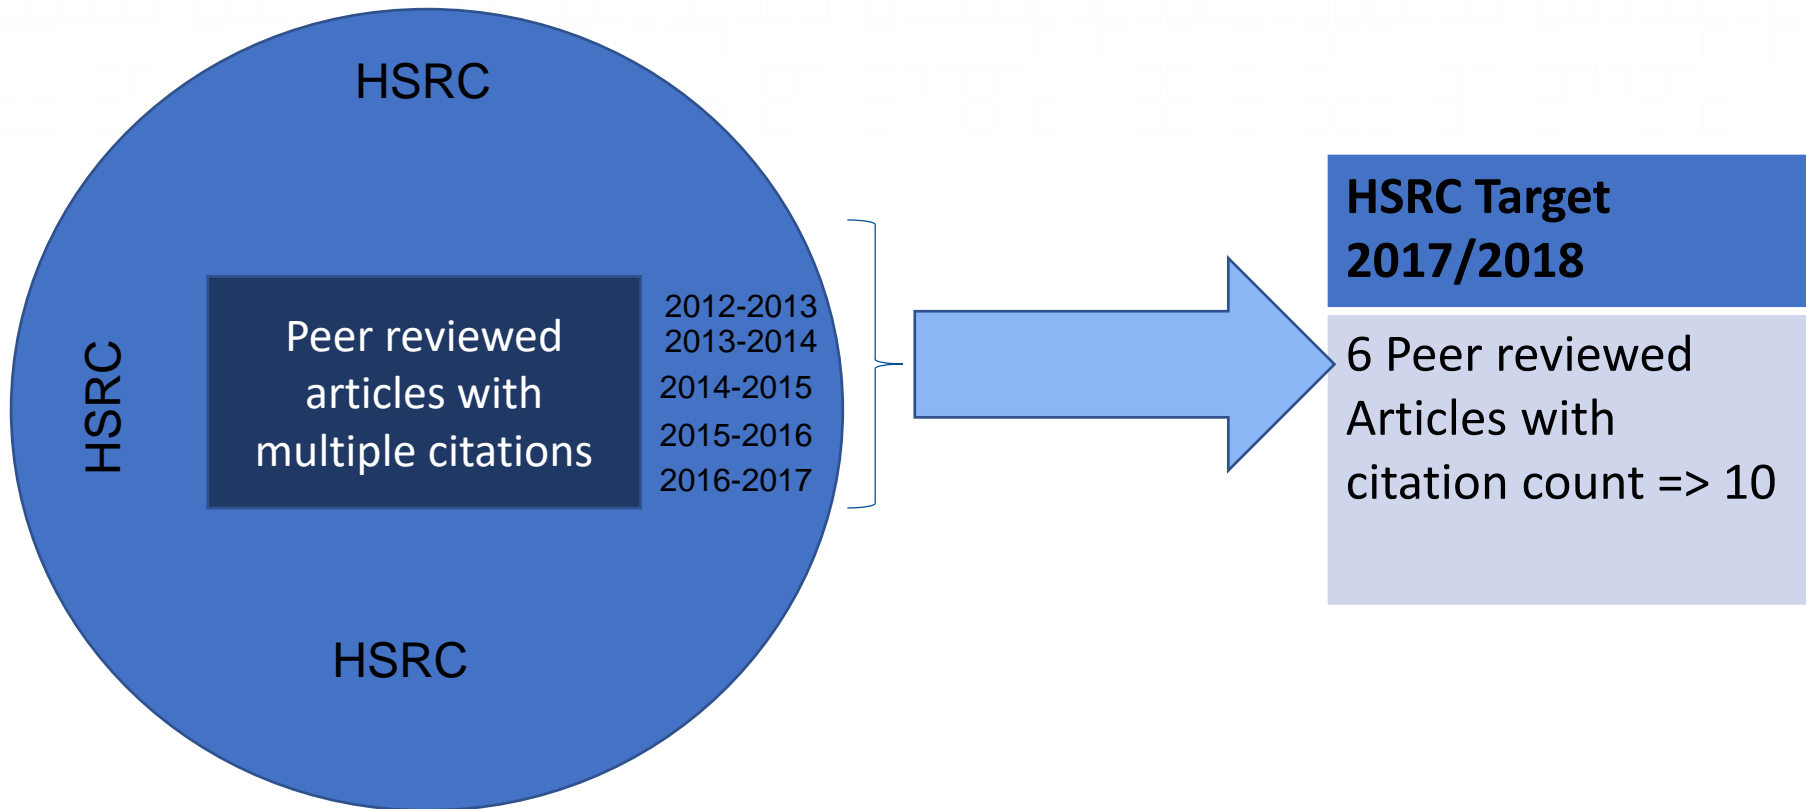 HSRC
HSRC
Peer reviewed
articles with
multiple citations
2012-2013
2013-2014
2014-2015
2015-2016
2016-2017
HSRC
HSRC Target
2017/2018
6 Peer reviewed
Articles with
citation count => 10